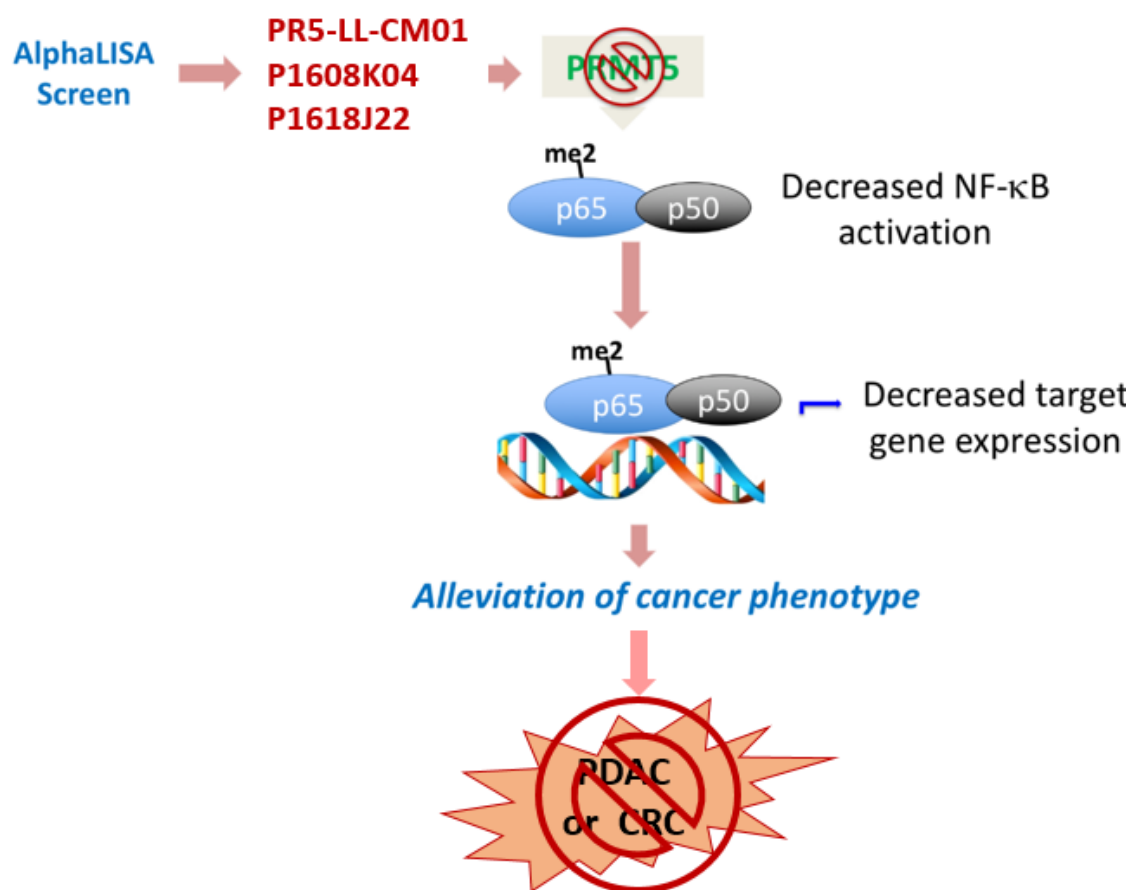 AlphaLISA
Screen
PR5-LL-CM01
P1608K04
P1618J22
PRMT5
me2
p65
p50
Decreased NF-κB
activation
me2
p65
p50
Decreased target
gene expression
Alleviation of cancer phenotype
PDAC
or CRC